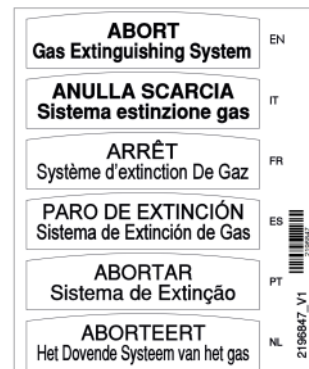 ABORT
Gas Extinguishing System
EN
ANULLA SCARCIA
Sistema estinzione gas
IT
ARRÊT
Système d'extinction De Gaz
FR
PARO DE EXTINCIÓN
Sistema de Extinción de Gas
ES
ABORTAR
Sistema de Extinção
PT
ABORTEERT
Het Dovende Systeem van het gas
NL
2196847
2196847_V1